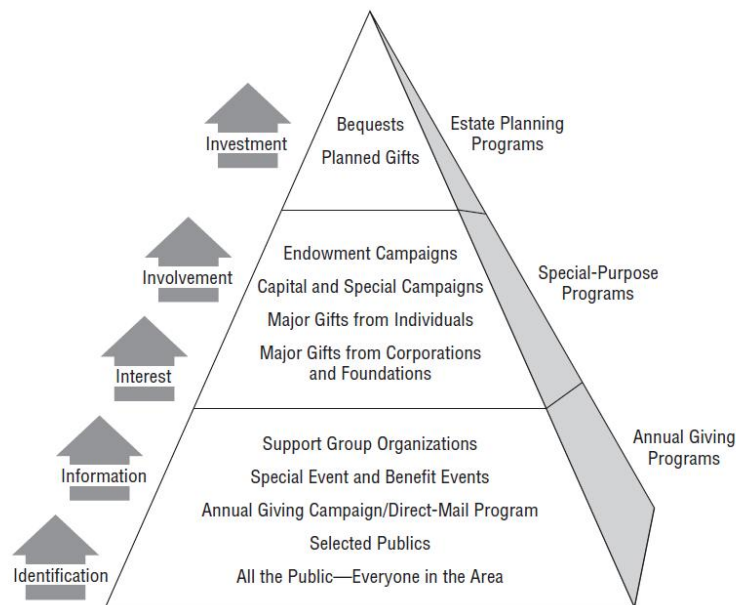 Bequests
Planned Gifts
Investment
Estate Planning
Programs
Endowment Campaigns
Capital and Special Campaigns
Major Gifts from Individuals
Major Gifts from Corporations
and Foundations
Involvement
Interest
Special-Purpose
Programs
Support Group Organizations
Special Event and Benefit Events
Annual Giving Campaign/Direct-Mail Program
Selected Publics
All the Public—Everyone in the Area
Information
Identification
Annual Giving
Programs